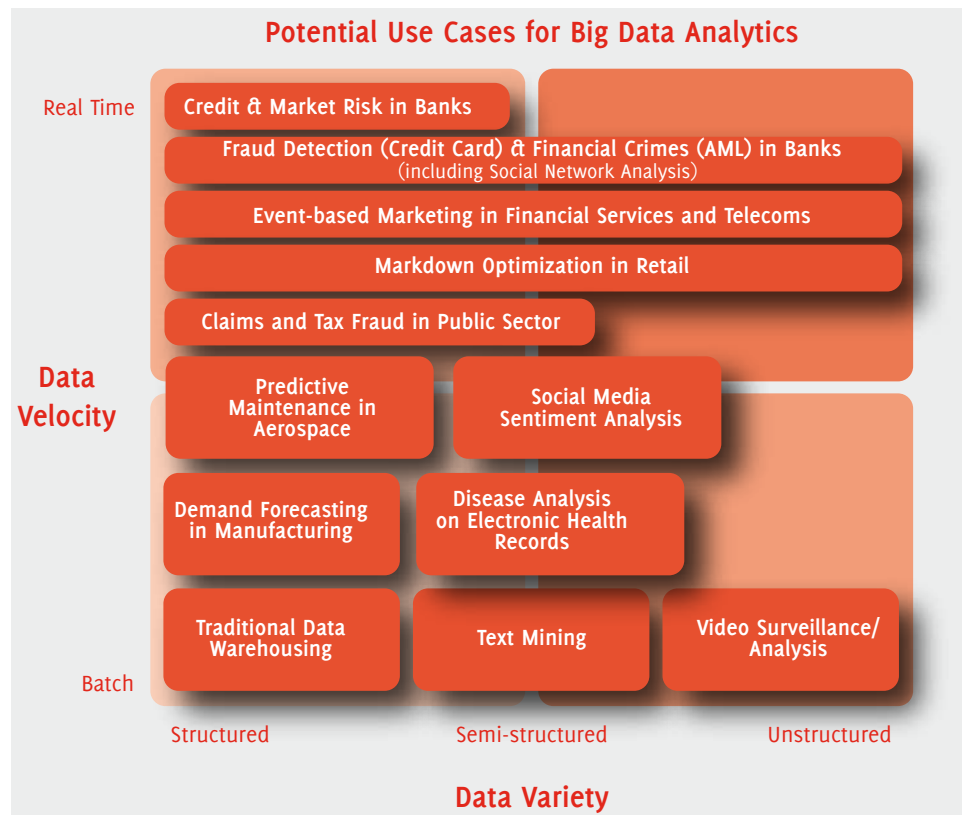 Potential Use Cases for Big Data Analytics
Real Time
Credit & Market Risk in Banks
Fraud Detection (Credit Card) & Financial Crimes (AML) in Banks
(including Social Network Analysis)
Event-based Marketing in Financial Services and Telecoms
Markdown Optimization in Retail
Claims and Tax Fraud in Public Sector
Data
Velocity
Predictive
Maintenance in
Aerospace
Social Media
Sentiment Analysis
Demand Forecasting
in Manufacturing
Disease Analysis
on Electronic Health
Records
Traditional Data
Warehousing
Text Mining
Video Surveillance/
Analysis
Batch
Structured
Semi-structured
Unstructured
Data Variety